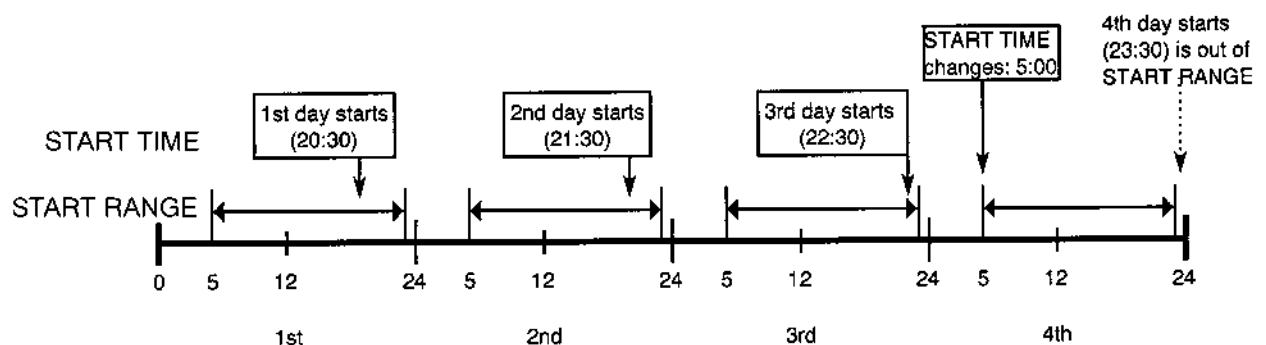 START TIME
changes: 5:00
4th day starts
(23:30) is out of
START RANGE
1st day starts
(20:30)
2nd day starts
(21:30)
3rd day starts
(22:30)
START TIME
START RANGE
0 5 12 24 5 12 24 5 12 24 5 12 24
1st 2nd 3rd 4th